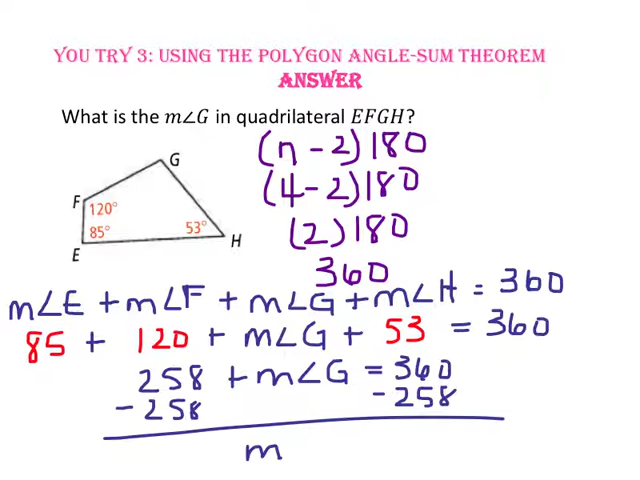 YOU TRY 3: USING THE POLYGON ANGLE-SUM THEOREM
ANSWER
What is the m∠G in quadrilateral EFGH?
(n - 2)180
(4 - 2)180
(2)180
360
G
F
120°
85°
53°
H
E
m∠E + m∠F + m∠G + m∠H = 360
85 + 120 + m∠G + 53 = 360
258 + m∠G = 360
- 258 - 258
m